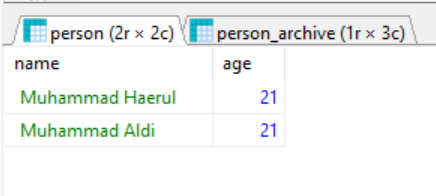 person (2r × 2c) person_archive (1r × 3c)
name age
Muhammad Haerul 21
Muhammad Aldi 21